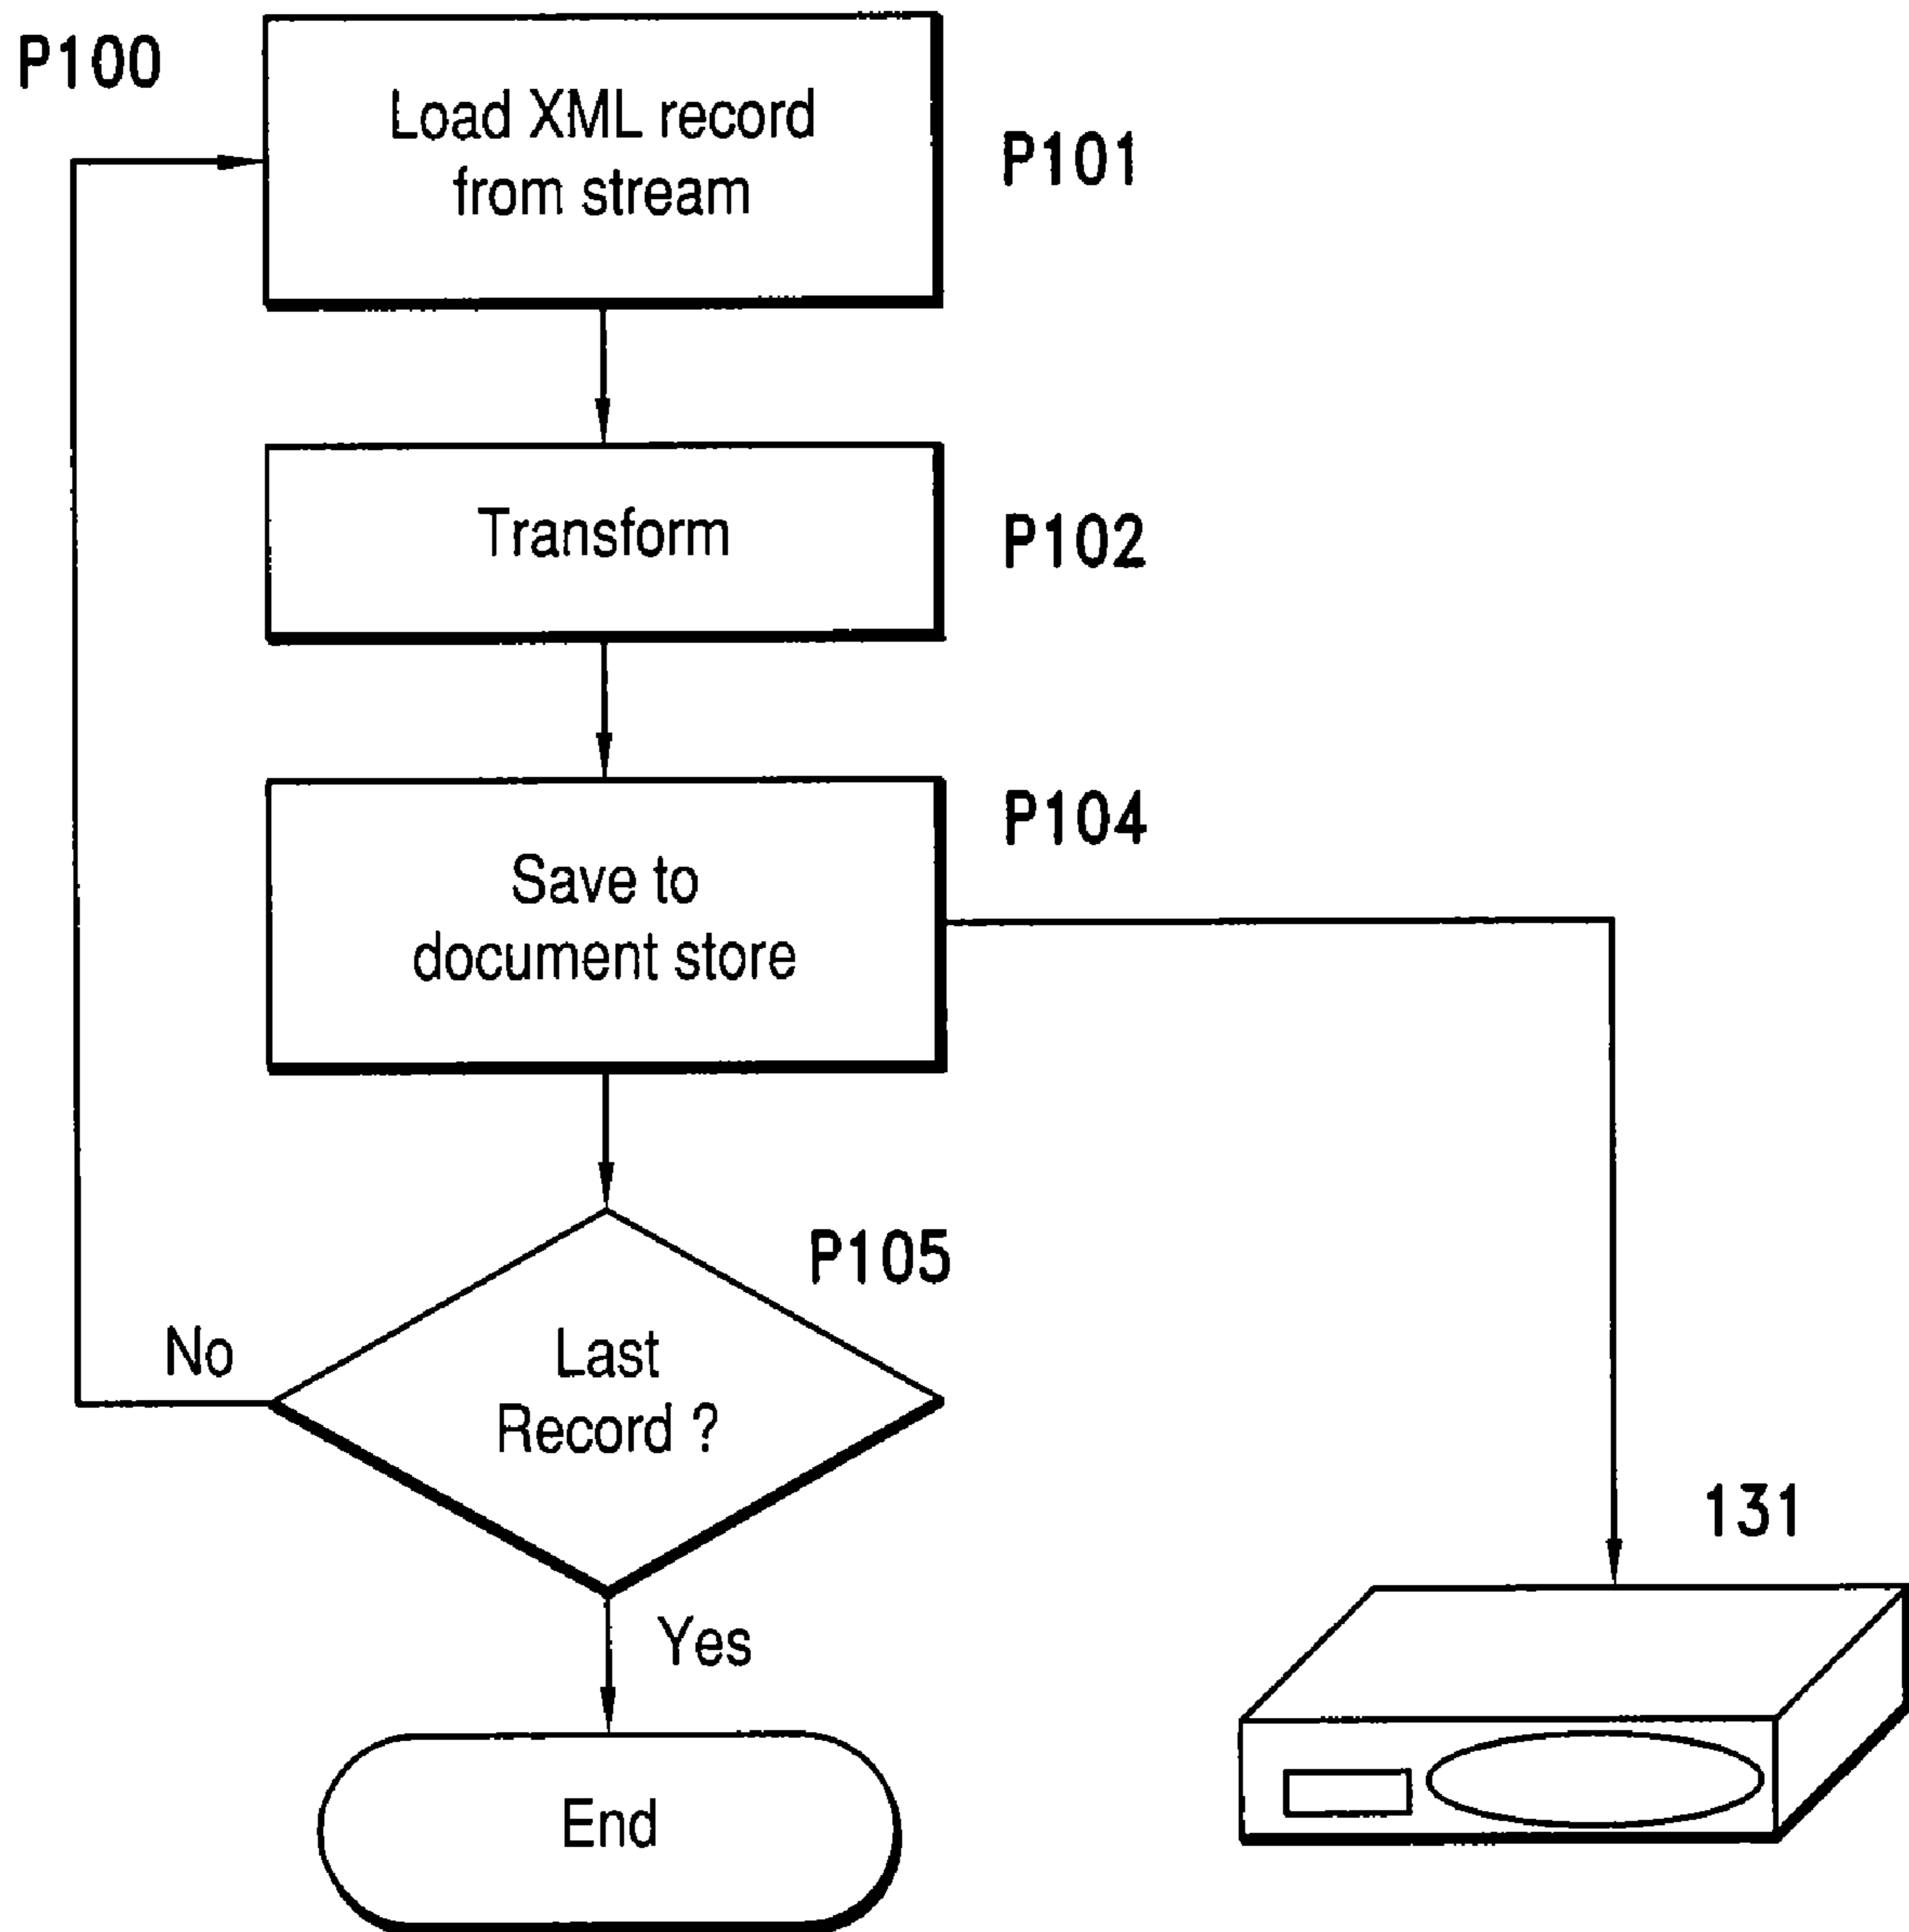 P100
Load XML record
from stream
P101
Transform
P102
Save to
document store
P104
P105
Last
Record ?
No
Yes
131
End